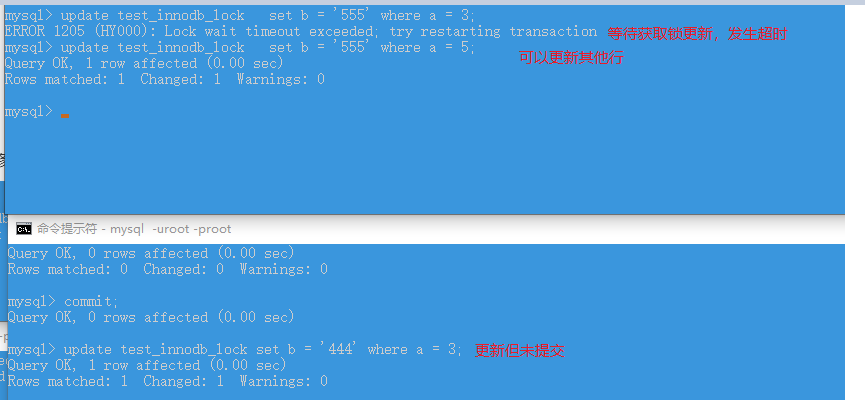 mysql> update test_innodb_lock   set b = '555' where a = 3;
ERROR 1205 (HY000): Lock wait timeout exceeded; try restarting transaction 等待获取锁更新，发生超时
mysql> update test_innodb_lock   set b = '555' where a = 5;
可以更新其他行
Query OK, 1 row affected (0.00 sec)
Rows matched: 1  Changed: 1  Warnings: 0
mysql>
命令提示符 - mysql  -uroot -proot
Query OK, 0 rows affected (0.00 sec)
Rows matched: 0  Changed: 0  Warnings: 0
mysql> commit;
Query OK, 0 rows affected (0.00 sec)
mysql> update test_innodb_lock set b = '444' where a = 3; 更新但未提交
Query OK, 1 row affected (0.00 sec)
Rows matched: 1  Changed: 1  Warnings: 0